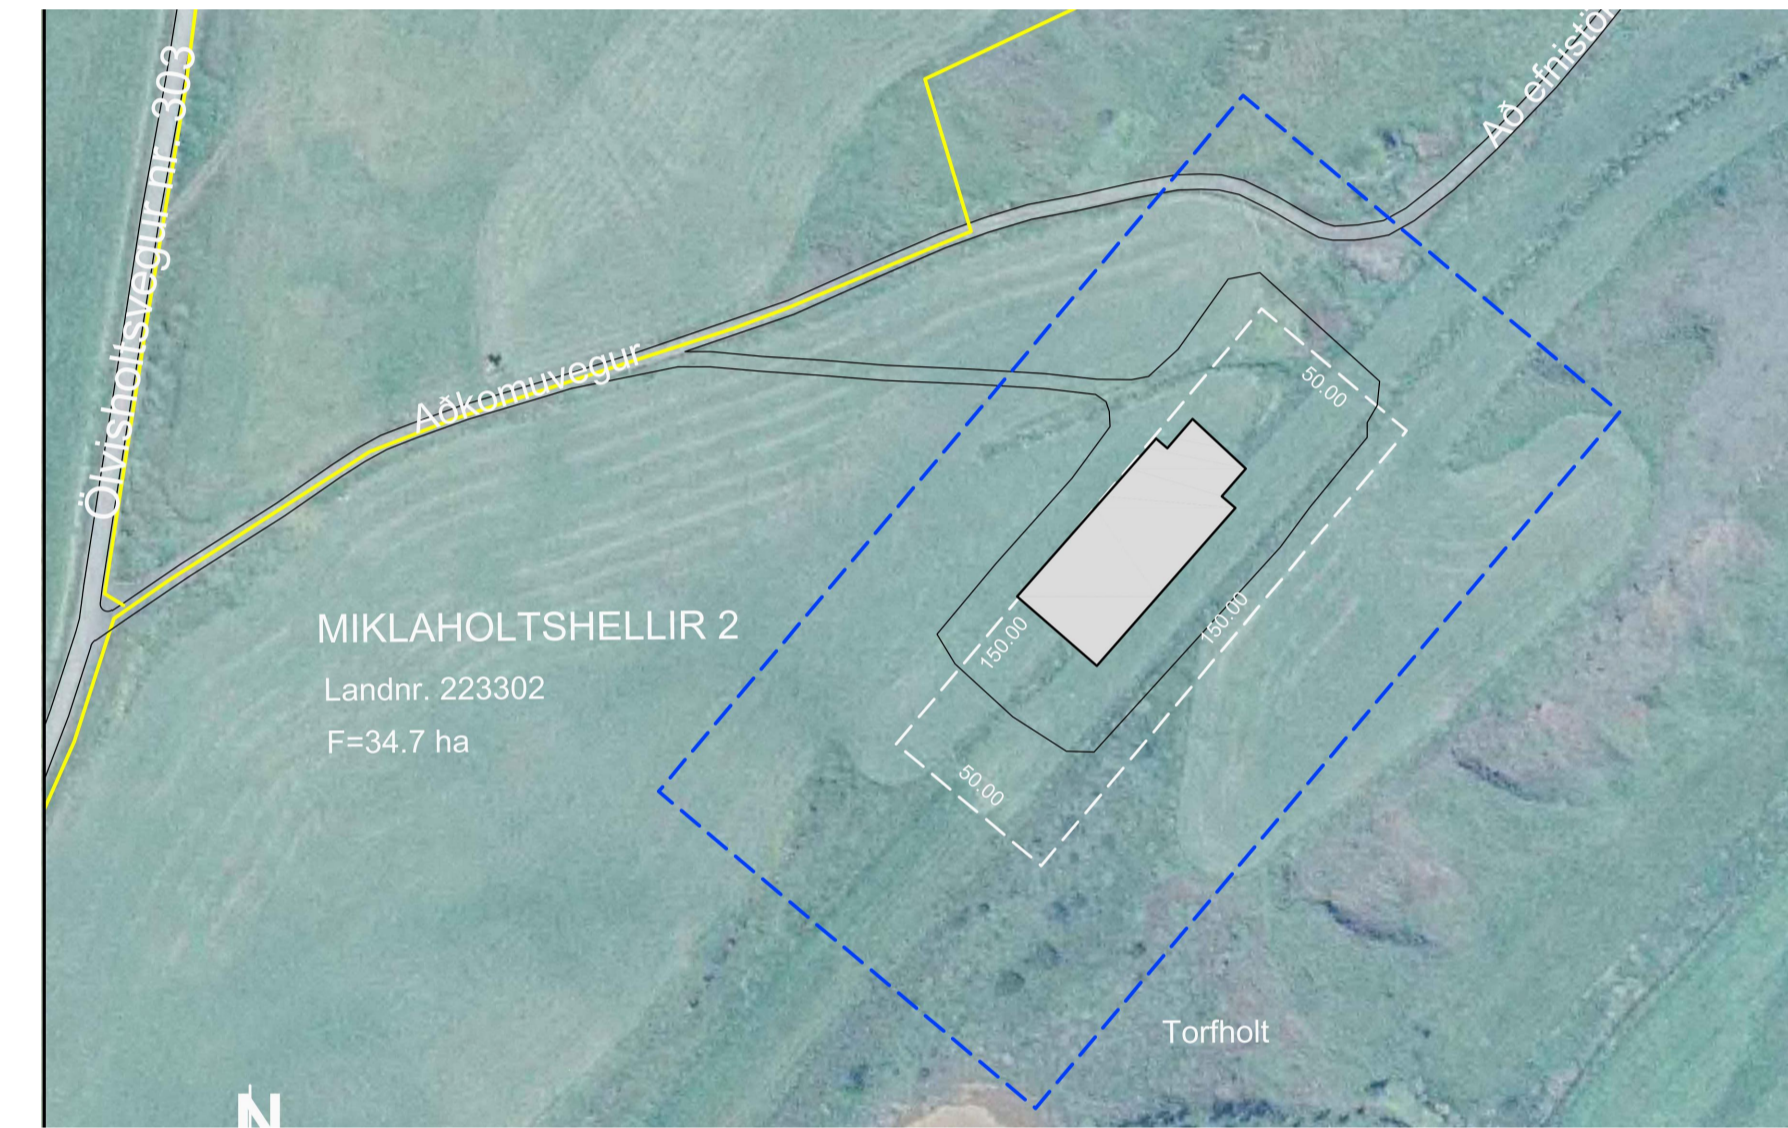 Ölvisholtsvegur nr. 303
Að efnistö
Aðkomuvegur
50.00
MIKLAHOLTSHELLIR 2
Landnr. 223302
F=34.7 ha
150.00
150.00
50.00
Torfholt
N